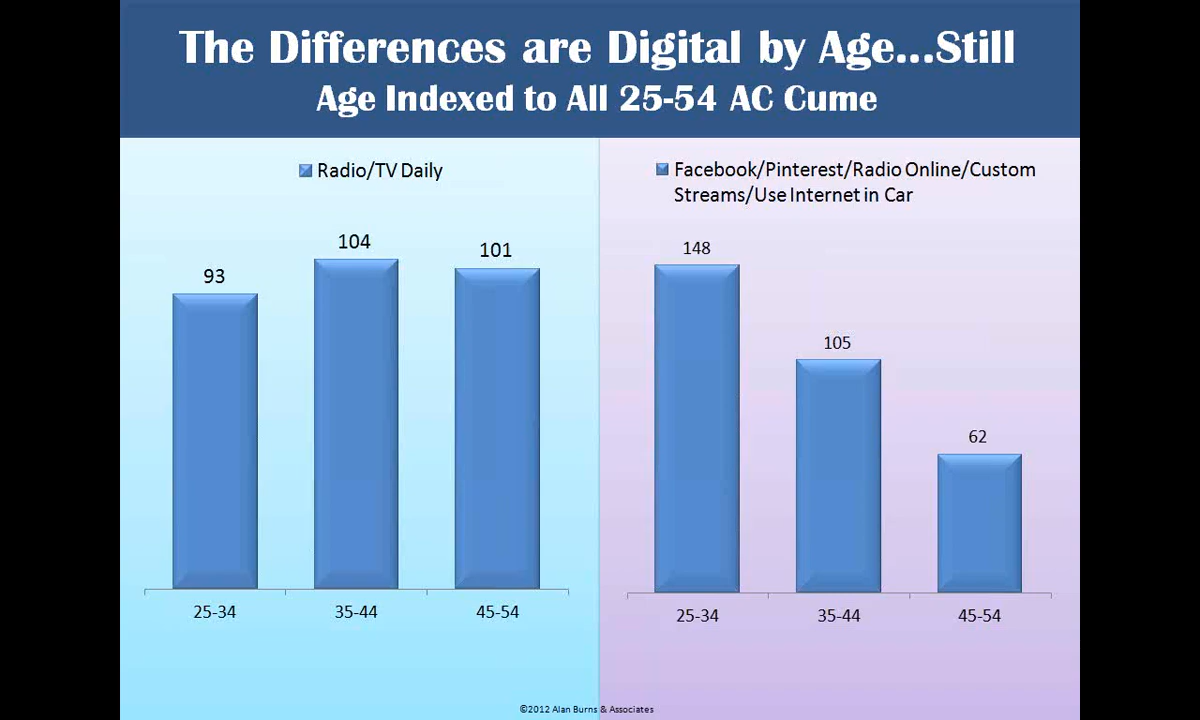 The Differences are Digital by Age...Still
Age Indexed to All 25-54 AC Cume
Radio/TV Daily
93
104
101
25-34
35-44
45-54
Facebook/Pinterest/Radio Online/Custom
Streams/Use Internet in Car
148
105
62
25-34
35-44
45-54
©2012 Alan Burns & Associates